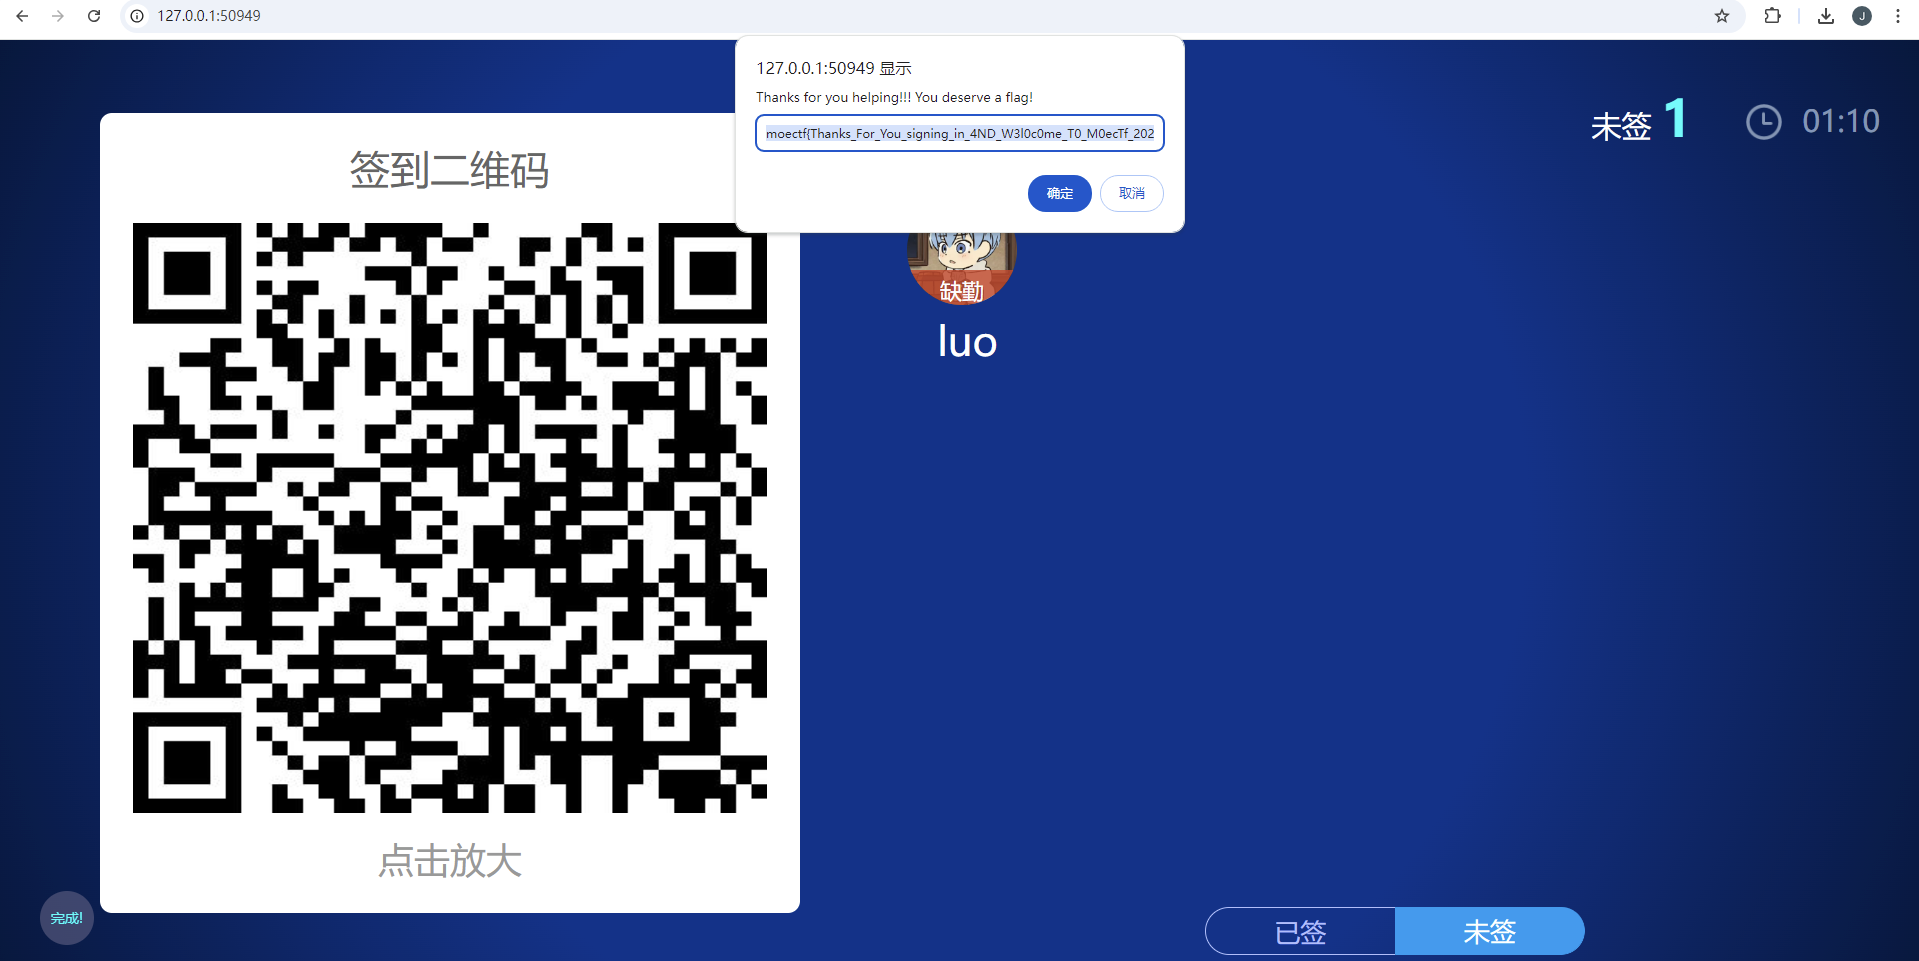 127.0.0.1:50949
J
127.0.0.1:50949 显示
Thanks for you helping!!! You deserve a flag!
moectf{Thanks_For_You_signing_in_4ND_W3l0c0me_T0_M0ecTf_202
确定
取消
未签 1
01:10
签到二维码
缺勤
luo
点击放大
完成!
已签
未签